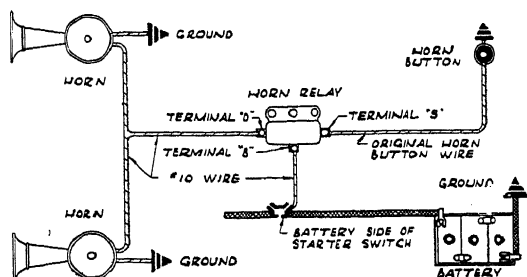 GROUND
HORN
BUTTON
HORN
HORN RELAY
TERMINAL "D"
TERMINAL "S"
TERMINAL "B"
ORIGINAL HORN
BUTTON WIRE
#10 WIRE
GROUND
HORN
BATTERY SIDE OF
STARTER SWITCH
GROUND
BATTERY